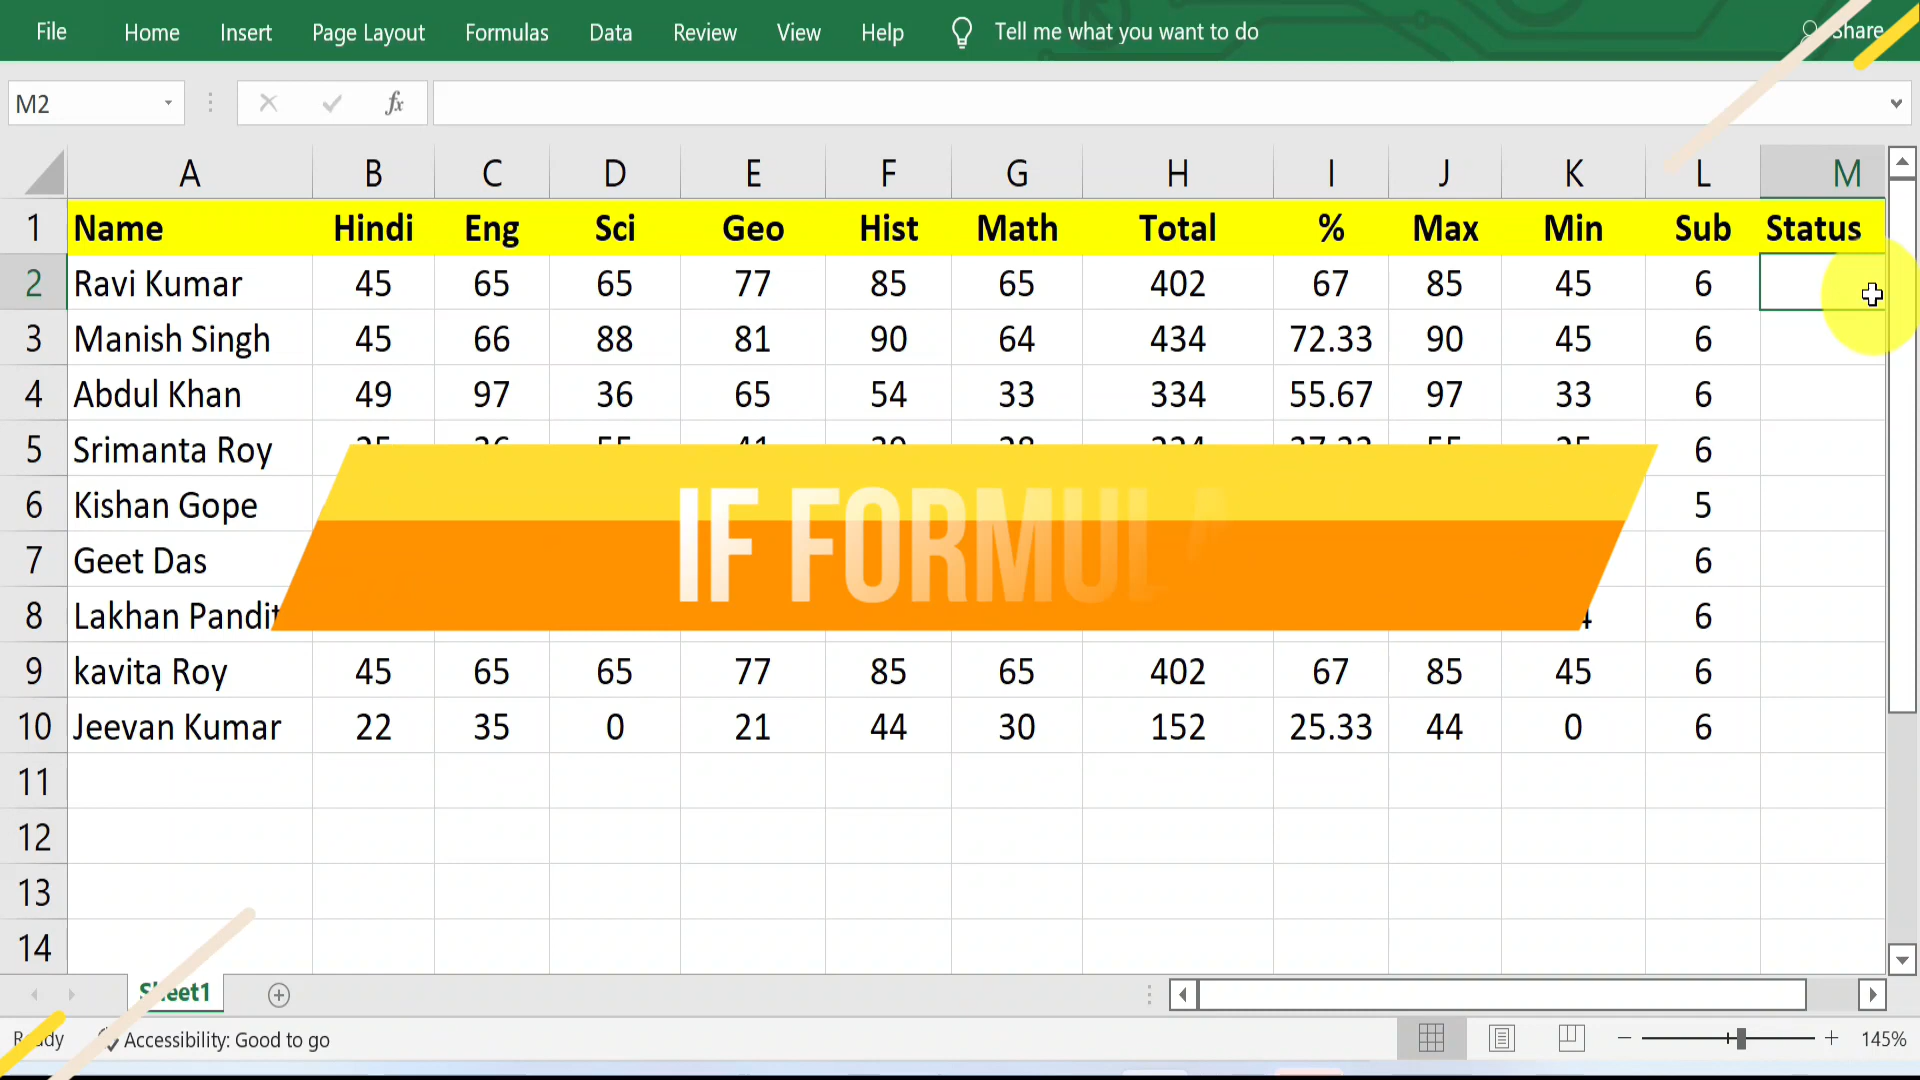 File Home Insert Page Layout Formulas Data Review View Help Tell me what you want to do Share
M2 fx
A B C D E F G H I J K L M
1 Name Hindi Eng Sci Geo Hist Math Total % Max Min Sub Status
2 Ravi Kumar 45 65 65 77 85 65 402 67 85 45 6
3 Manish Singh 45 66 88 81 90 64 434 72.33 90 45 6
4 Abdul Khan 49 97 36 65 54 33 334 55.67 97 33 6
5 Srimanta Roy 6
6 Kishan Gope 5
IF FORMULA
7 Geet Das 6
8 Lakhan Pandit 6
9 kavita Roy 45 65 65 77 85 65 402 67 85 45 6
10 Jeevan Kumar 22 35 0 21 44 30 152 25.33 44 0 6
11
12
13
14
Sheet1
Ready Accessibility: Good to go 145%